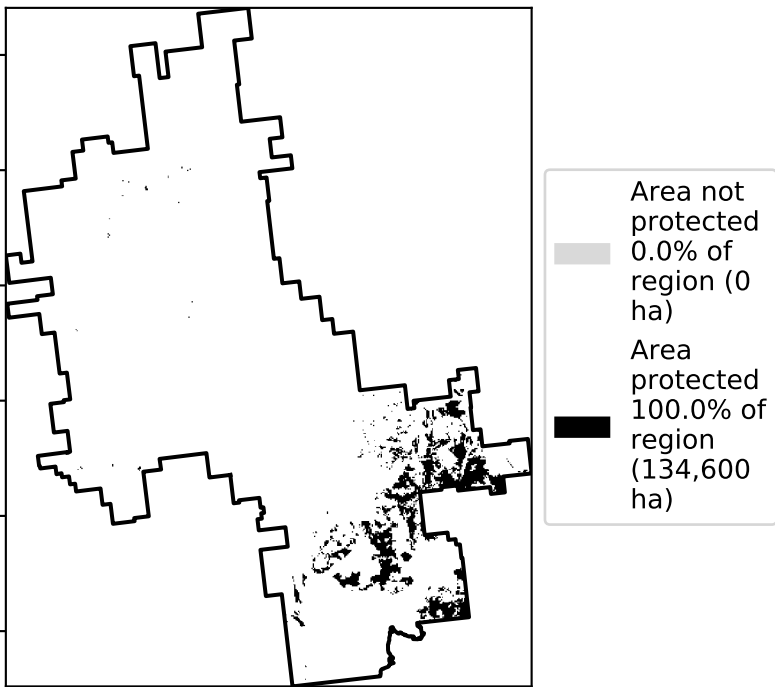 Area not
protected
0.0% of
region (0
ha)
Area
protected
100.0% of
region
(134,600
ha)